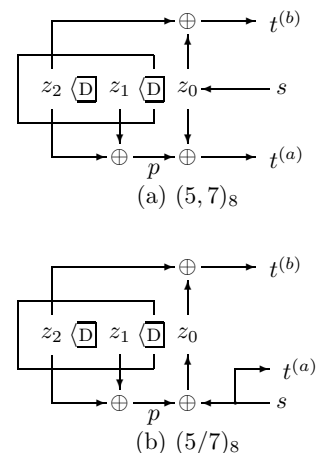 ⊕ t^{(b)}
z_2 ⟨D z_1 ⟨D z_0 s
⊕ p ⊕ t^{(a)}
(a) (5, 7)_8
⊕ t^{(b)}
z_2 ⟨D z_1 ⟨D z_0
t^{(a)}
⊕ p ⊕ s
(b) (5/7)_8